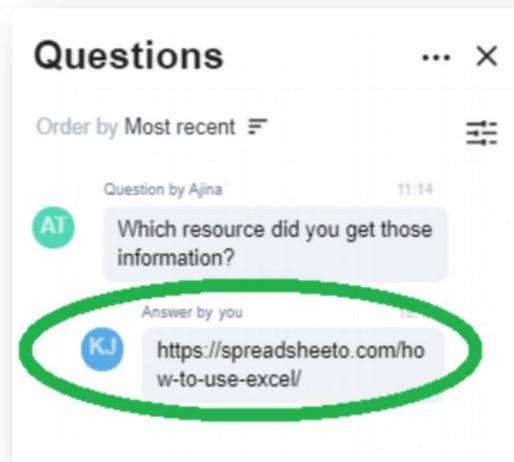 Questions
Order by Most recent
Question by Ajina 11:14
AT
Which resource did you get those
information?
Answer by you
KJ
https://spreadsheeto.com/ho
w-to-use-excel/